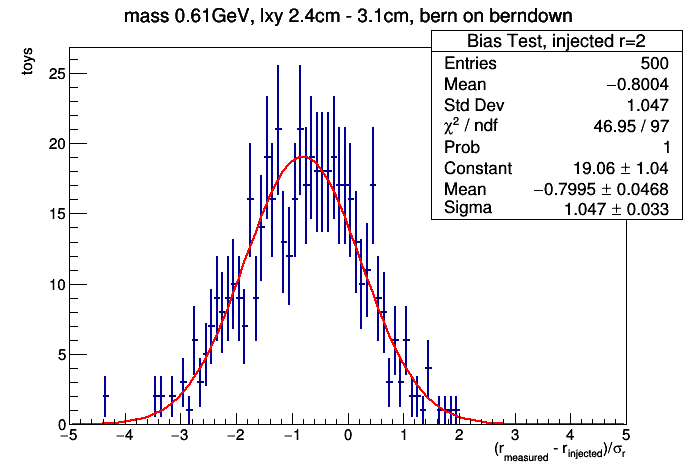 mass 0.61GeV, lxy 2.4cm - 3.1cm, bern on berndown
Bias Test, injected r=2
Entries 500
Mean −0.8004
Std Dev 1.047
χ² / ndf 46.95 / 97
Prob 1
Constant 19.06 ± 1.04
Mean −0.7995 ± 0.0468
Sigma 1.047 ± 0.033
toys
25
20
15
10
5
0
−5 −4 −3 −2 −1 0 1 2 3 4 5
(r_measured - r_injected)/σ_r